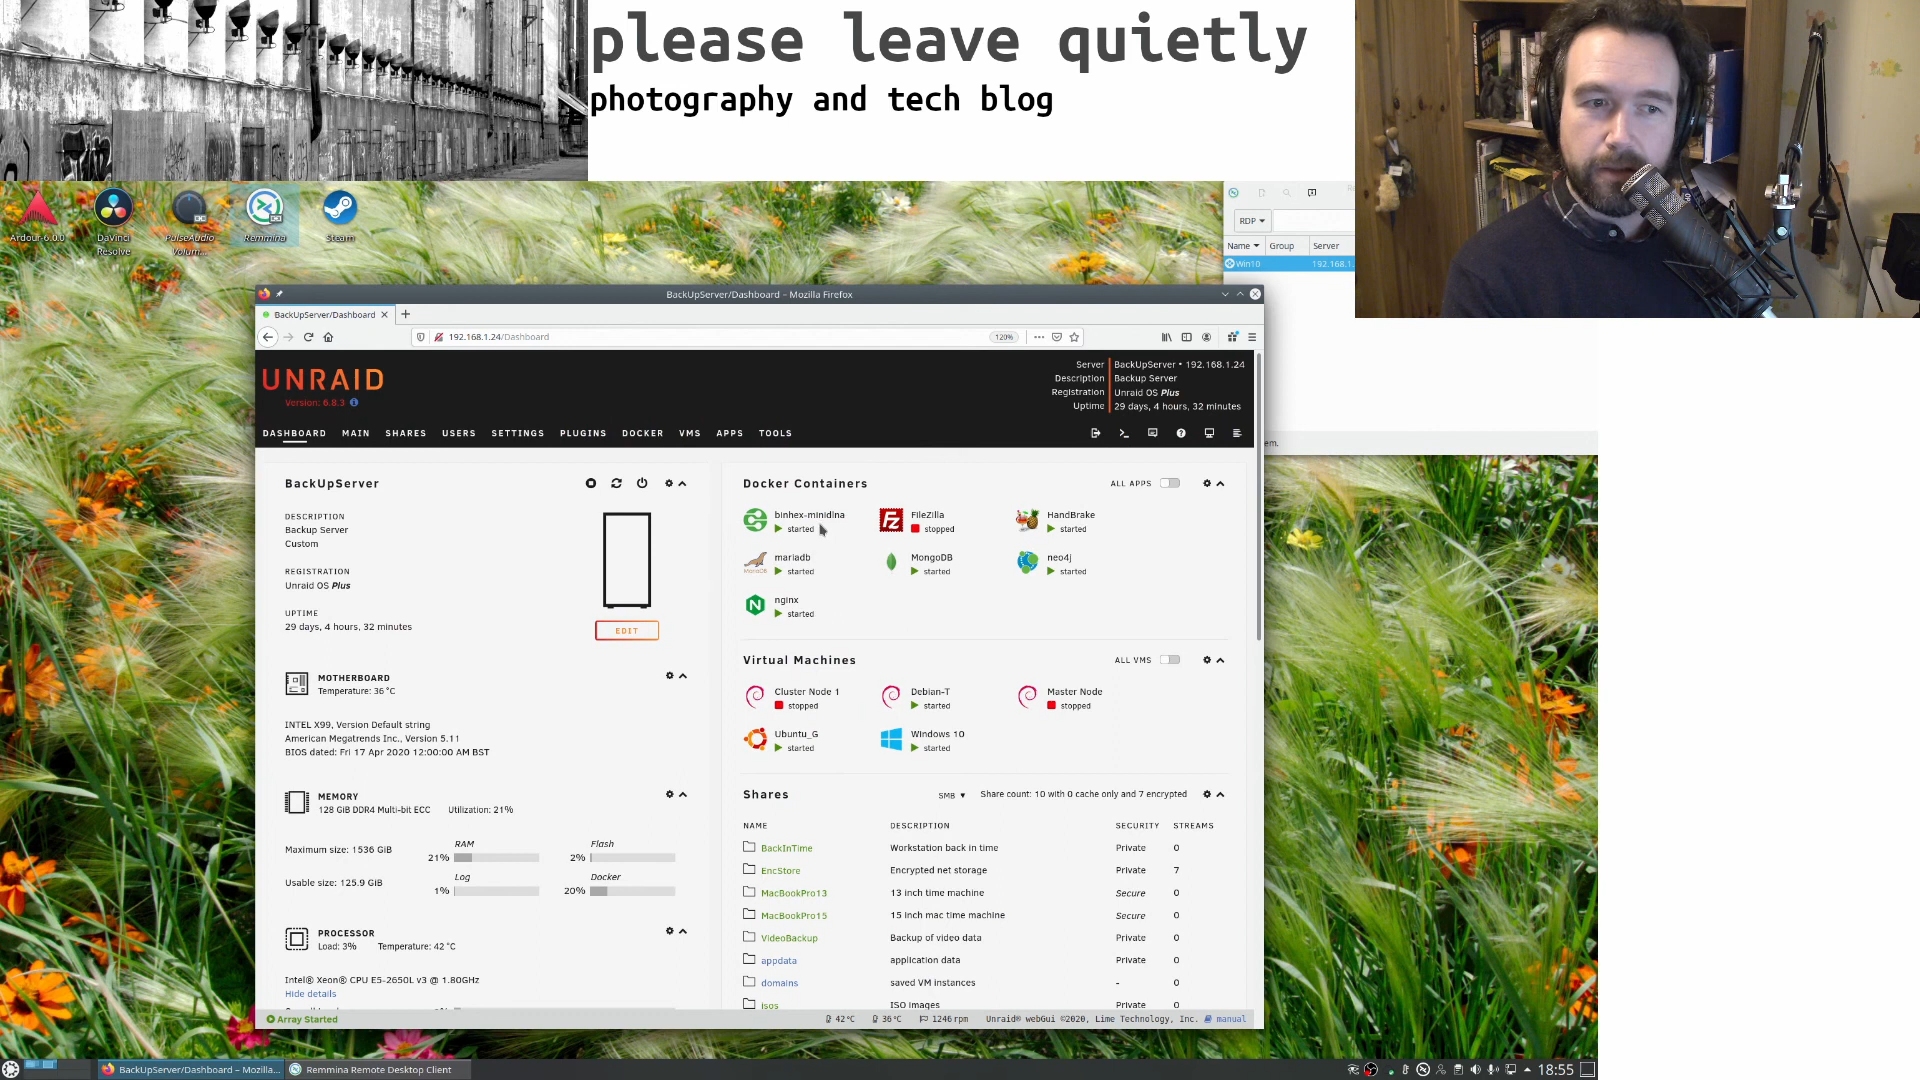 please leave quietly
photography and tech blog
Ardour-6.0.0
DaVinci
Resolve
PulseAudio
Volum...
Remmina
Steam
RDP
Name
Group
Server
Win10
192.168.1.
BackUpServer/Dashboard – Mozilla Firefox
BackUpServer/Dashboard
192.168.1.24/Dashboard
120%
UNRAID
Version: 6.8.3
Server
BackUpServer • 192.168.1.24
Description
Backup Server
Registration
Unraid OS Plus
Uptime
29 days, 4 hours, 32 minutes
DASHBOARD MAIN SHARES USERS SETTINGS PLUGINS DOCKER VMS APPS TOOLS
em.
BackUpServer
DESCRIPTION
Backup Server
Custom
REGISTRATION
Unraid OS Plus
UPTIME
29 days, 4 hours, 32 minutes
EDIT
MOTHERBOARD
Temperature: 36 °C
INTEL X99, Version Default string
American Megatrends Inc., Version 5.11
BIOS dated: Fri 17 Apr 2020 12:00:00 AM BST
MEMORY
128 GiB DDR4 Multi-bit ECC Utilization: 21%
Maximum size: 1536 GiB
Usable size: 125.9 GiB
RAM
21%
Flash
2%
Log
1%
Docker
20%
PROCESSOR
Load: 3% Temperature: 42 °C
Intel® Xeon® CPU E5-2650L v3 @ 1.80GHz
Hide details
Docker Containers
ALL APPS
binhex-minidlna
started
FileZilla
stopped
HandBrake
started
mariadb
started
MongoDB
started
neo4j
started
nginx
started
Virtual Machines
ALL VMS
Cluster Node 1
stopped
Debian-T
started
Master Node
stopped
Ubuntu_G
started
Windows 10
started
Shares
SMB
Share count: 10 with 0 cache only and 7 encrypted
NAME DESCRIPTION SECURITY STREAMS
BackInTime Workstation back in time Private 0
EncStore Encrypted net storage Private 7
MacBookPro13 13 inch time machine Secure 0
MacBookPro15 15 inch mac time machine Secure 0
VideoBackup Backup of video data Private 0
appdata application data Private 0
domains saved VM instances - 0
isos ISO images Private 0
Array Started
42°C 36°C 1246 rpm Unraid® webGui ©2020, Lime Technology, Inc. manual
BackUpServer/Dashboard – Mozilla...
Remmina Remote Desktop Client
18:55